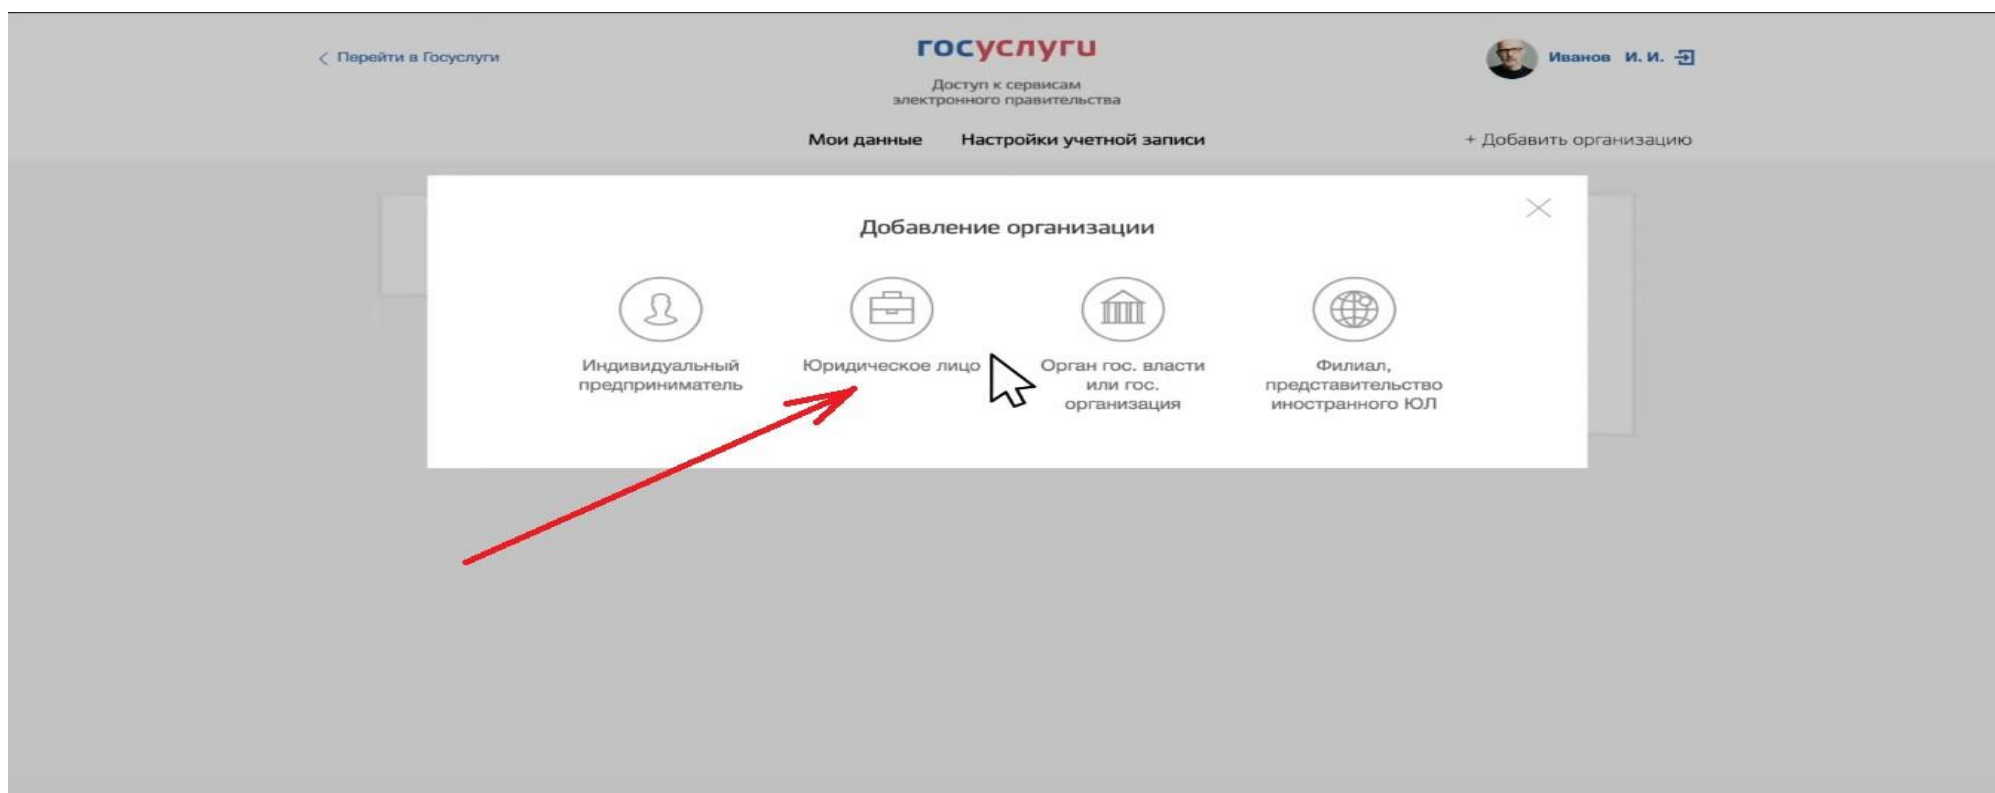 Перейти в Госуслуги
госуслуги
Иванов И. И.
Доступ к сервисам
электронного правительства
Мои данные Настройки учетной записи + Добавить организацию
Добавление организации
Индивидуальный
предприниматель
Юридическое лицо
Орган гос. власти
или гос.
организация
Филиал,
представительство
иностранного ЮЛ